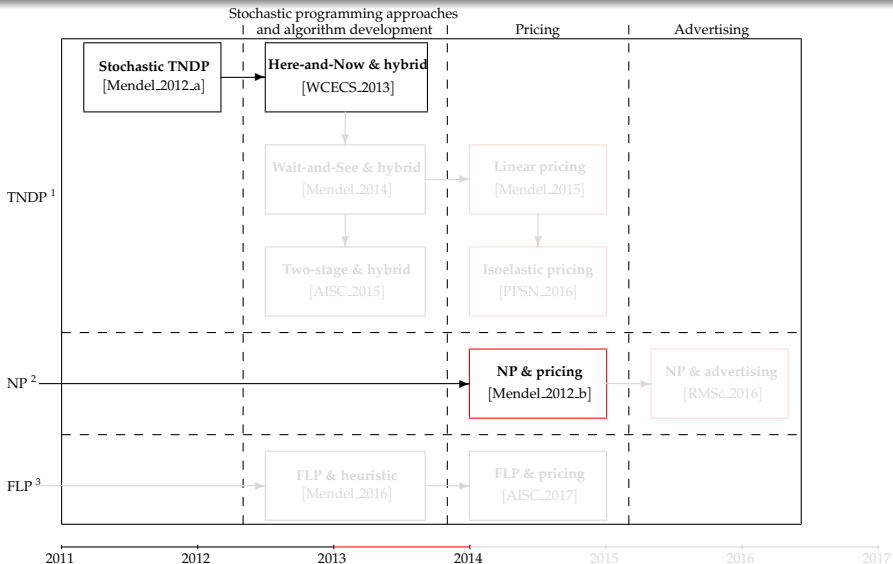 Stochastic programming approaches
and algorithm development
Pricing
Advertising
Stochastic TNDP
[Mendel_2012_a]
Here-and-Now & hybrid
[WCECS_2013]
TNDP 1
Wait-and-See & hybrid
[Mendel_2014]
Linear pricing
[Mendel_2015]
Two-stage & hybrid
[AISC_2015]
Isoelastic pricing
[PPSN_2016]
NP 2
NP & pricing
[Mendel_2012_b]
NP & advertising
[RMSc_2016]
FLP 3
FLP & heuristic
[Mendel_2016]
FLP & pricing
[AISC_2017]
2011 2012 2013 2014 2015 2016 2017